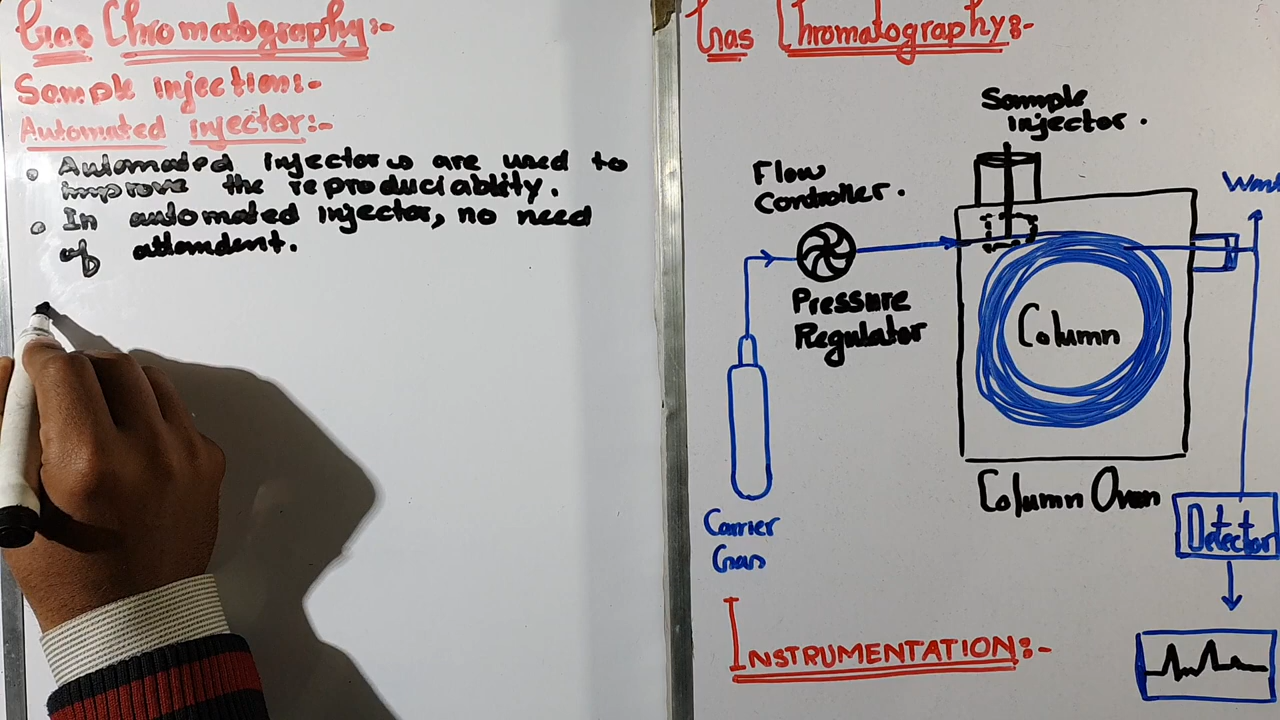 Gas Chromatography:-
Sample injection:-
Automated injector:-
Automated injectors are used to
improve the reproduciablity.
In automated injector, no need
of attendent.
Gas Chromatography:-
Sample
injector.
Flow
Controller.
Pressure
Regulator
Column
Column Oven
Carrier
Gas
Detector
INSTRUMENTATION:-